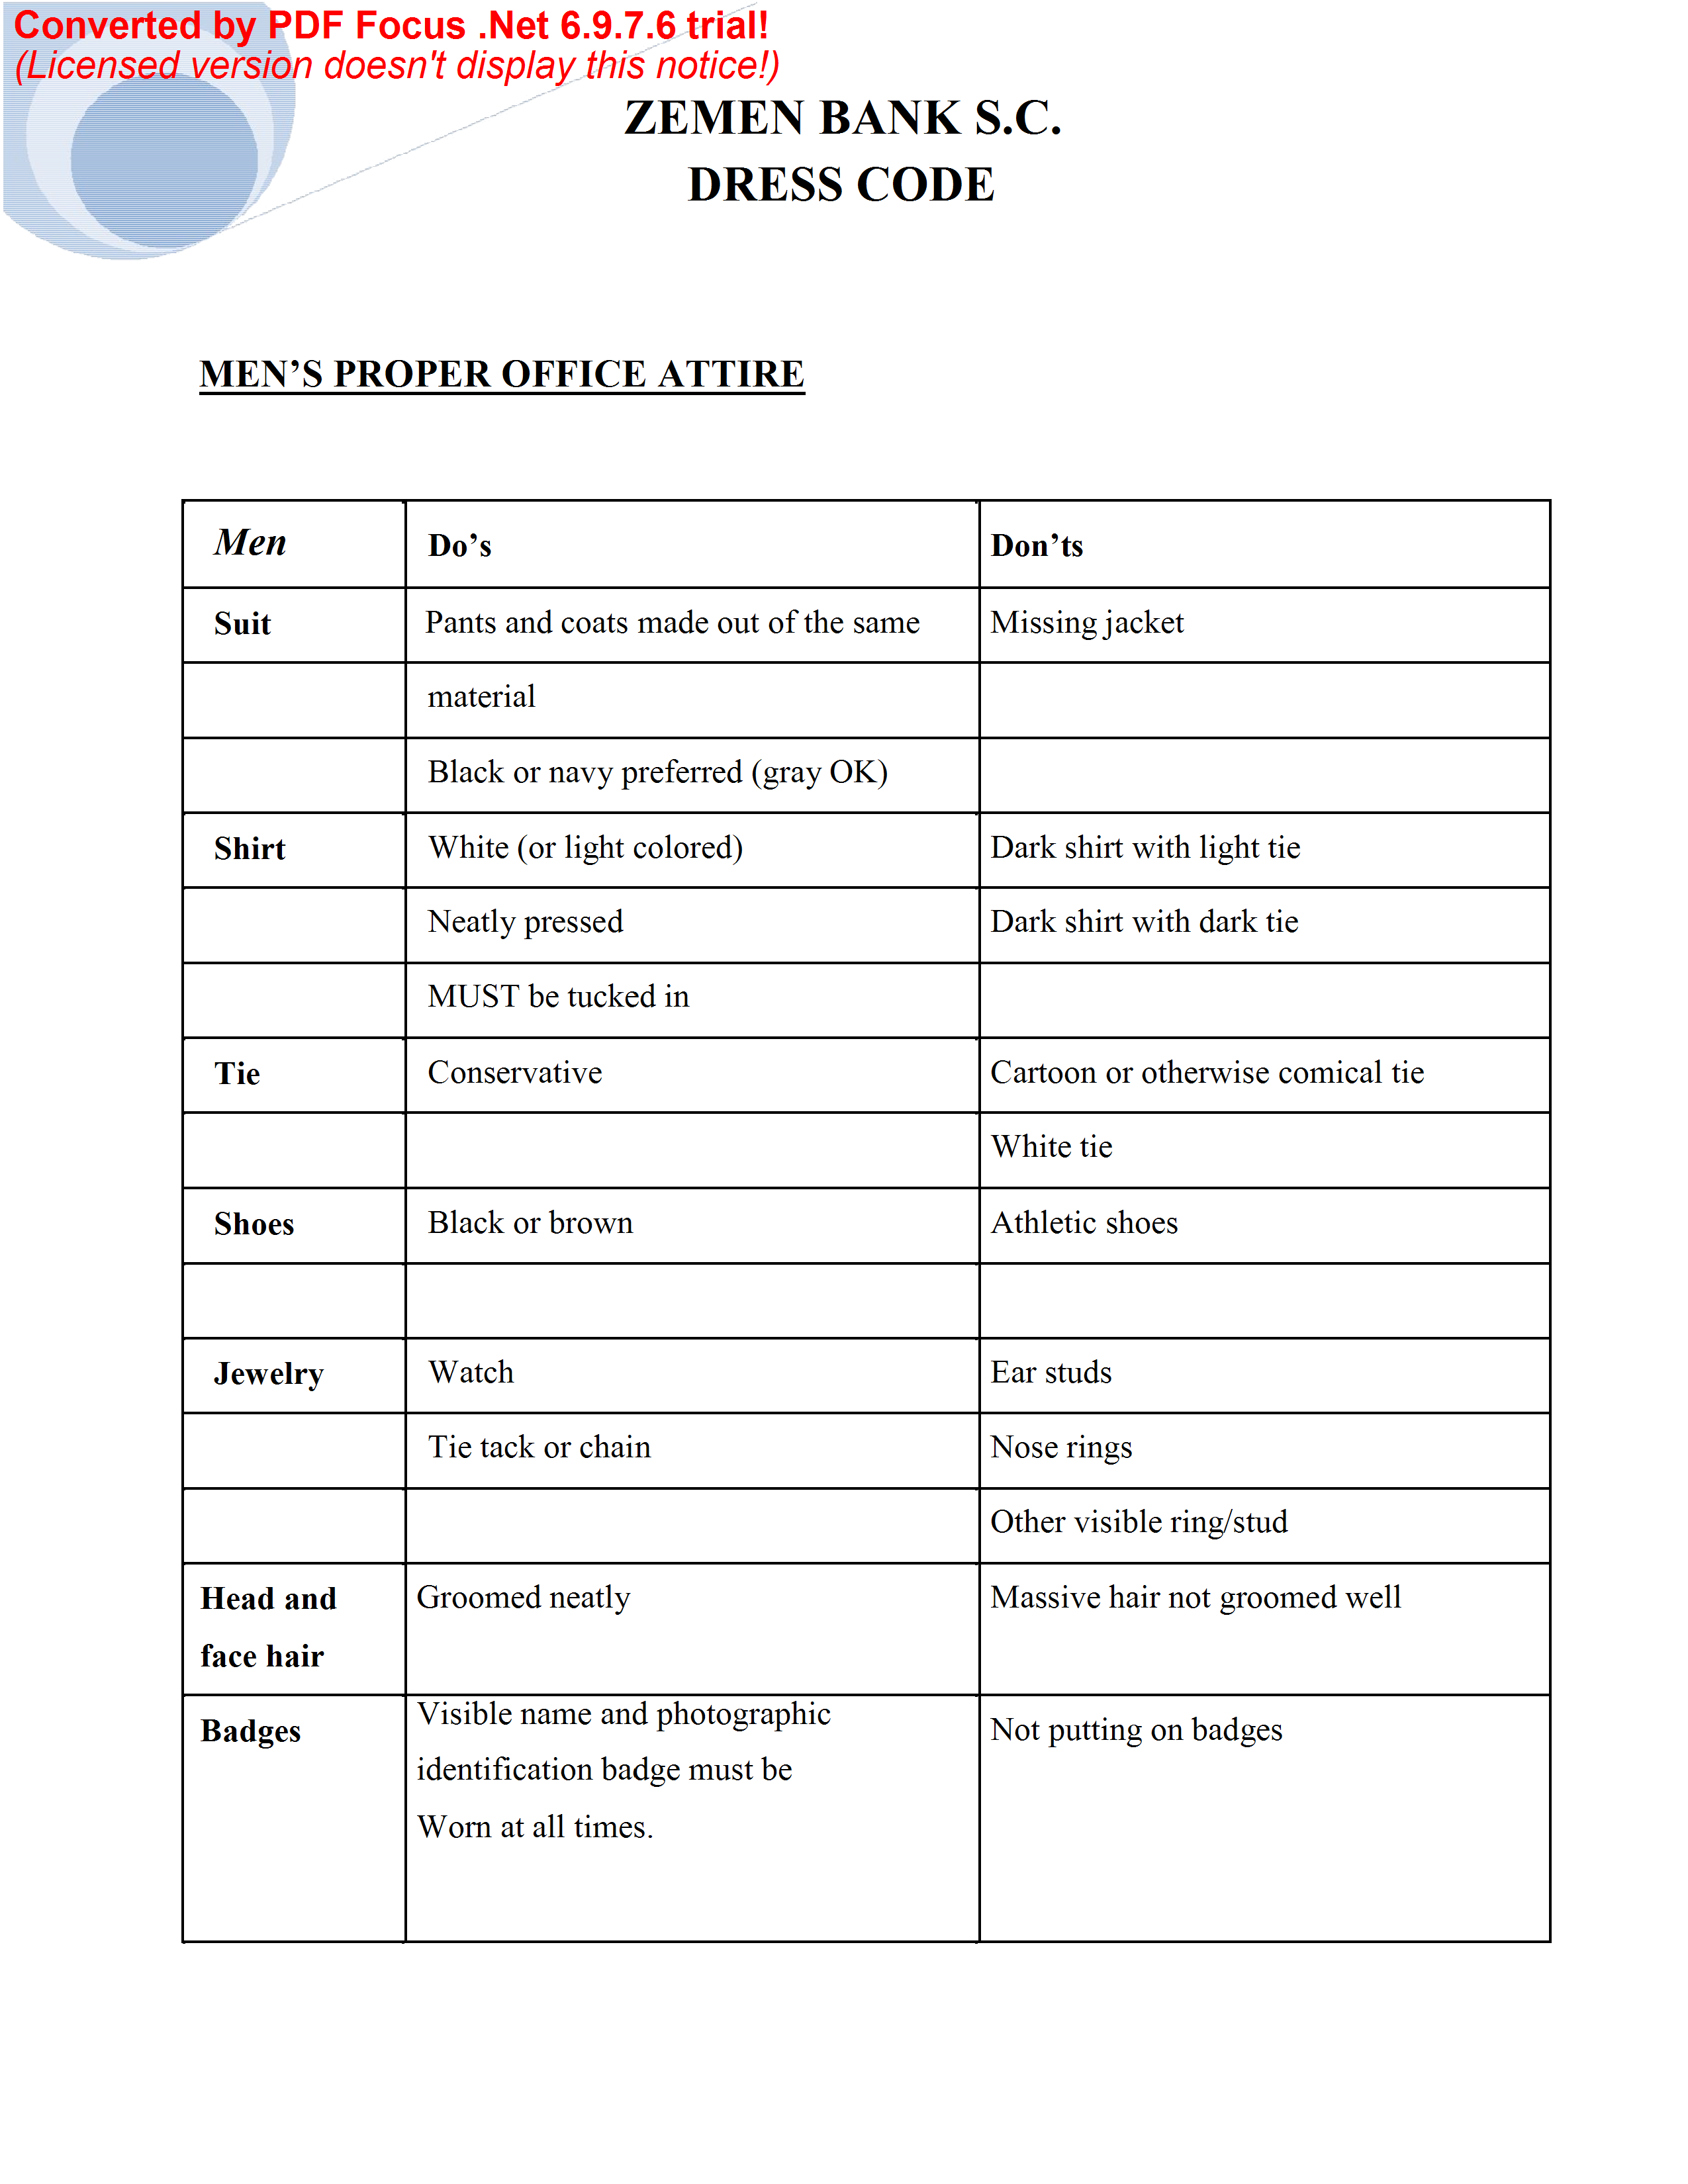 Converted by PDF Focus .Net 6.9.7.6 trial!
(Licensed version doesn't display this notice!)
ZEMEN BANK S.C.
DRESS CODE
MEN’S PROPER OFFICE ATTIRE
Men Do’s Don’ts
Suit Pants and coats made out of the same Missing jacket
material
Black or navy preferred (gray OK)
Shirt White (or light colored) Dark shirt with light tie
Neatly pressed Dark shirt with dark tie
MUST be tucked in
Tie Conservative Cartoon or otherwise comical tie
White tie
Shoes Black or brown Athletic shoes
Jewelry Watch Ear studs
Tie tack or chain Nose rings
Other visible ring/stud
Head and Groomed neatly Massive hair not groomed well
face hair
Visible name and photographic
Badges Not putting on badges
identification badge must be
Worn at all times.